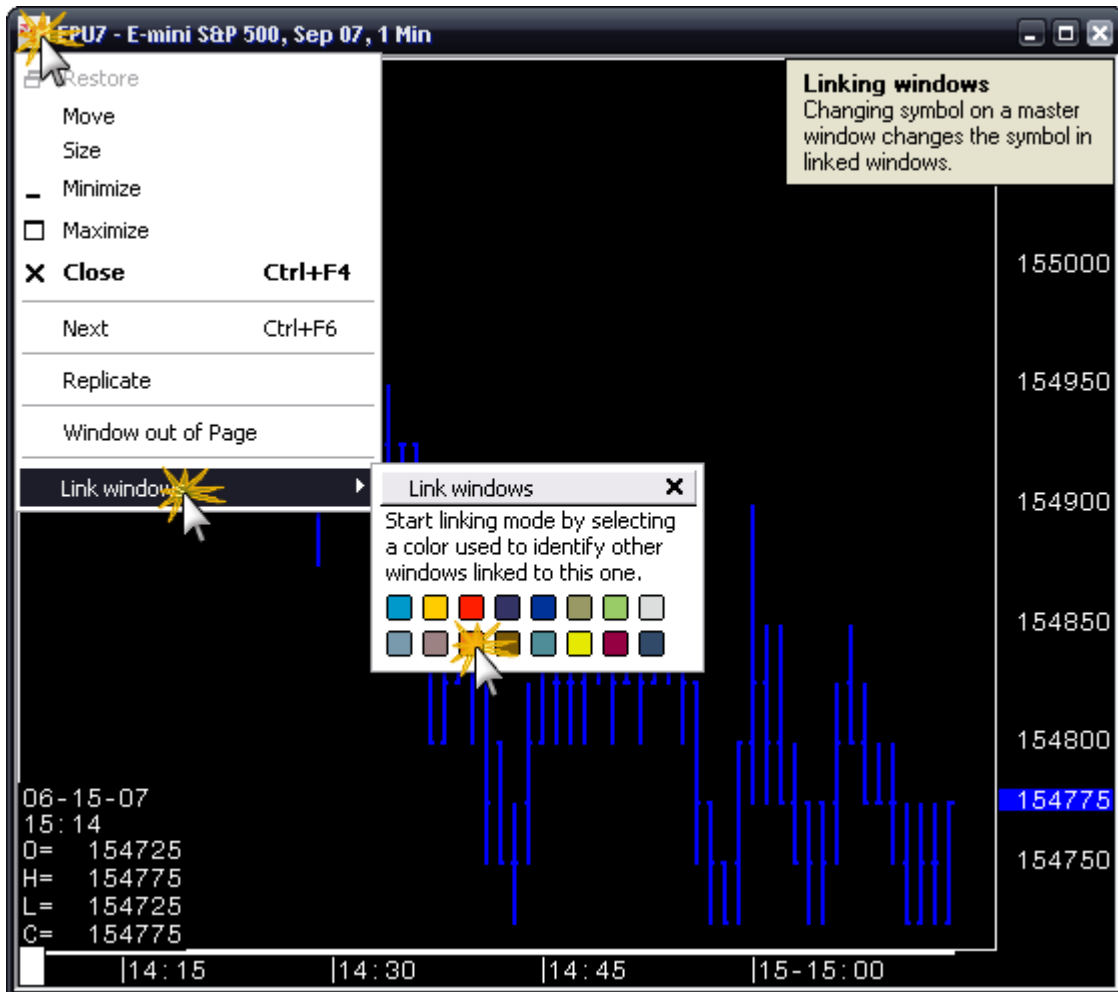 EPU7 - E-mini S&P 500, Sep 07, 1 Min
Restore
Move
Size
Minimize
Maximize
Close Ctrl+F4
Next Ctrl+F6
Replicate
Window out of Page
Link windows
Linking windows
Changing symbol on a master
window changes the symbol in
linked windows.
Link windows
Start linking mode by selecting
a color used to identify other
windows linked to this one.
155000
154950
154900
154850
154800
154775
154750
06-15-07
15:14
O= 154725
H= 154775
L= 154725
C= 154775
14:15 14:30 14:45 15-15:00